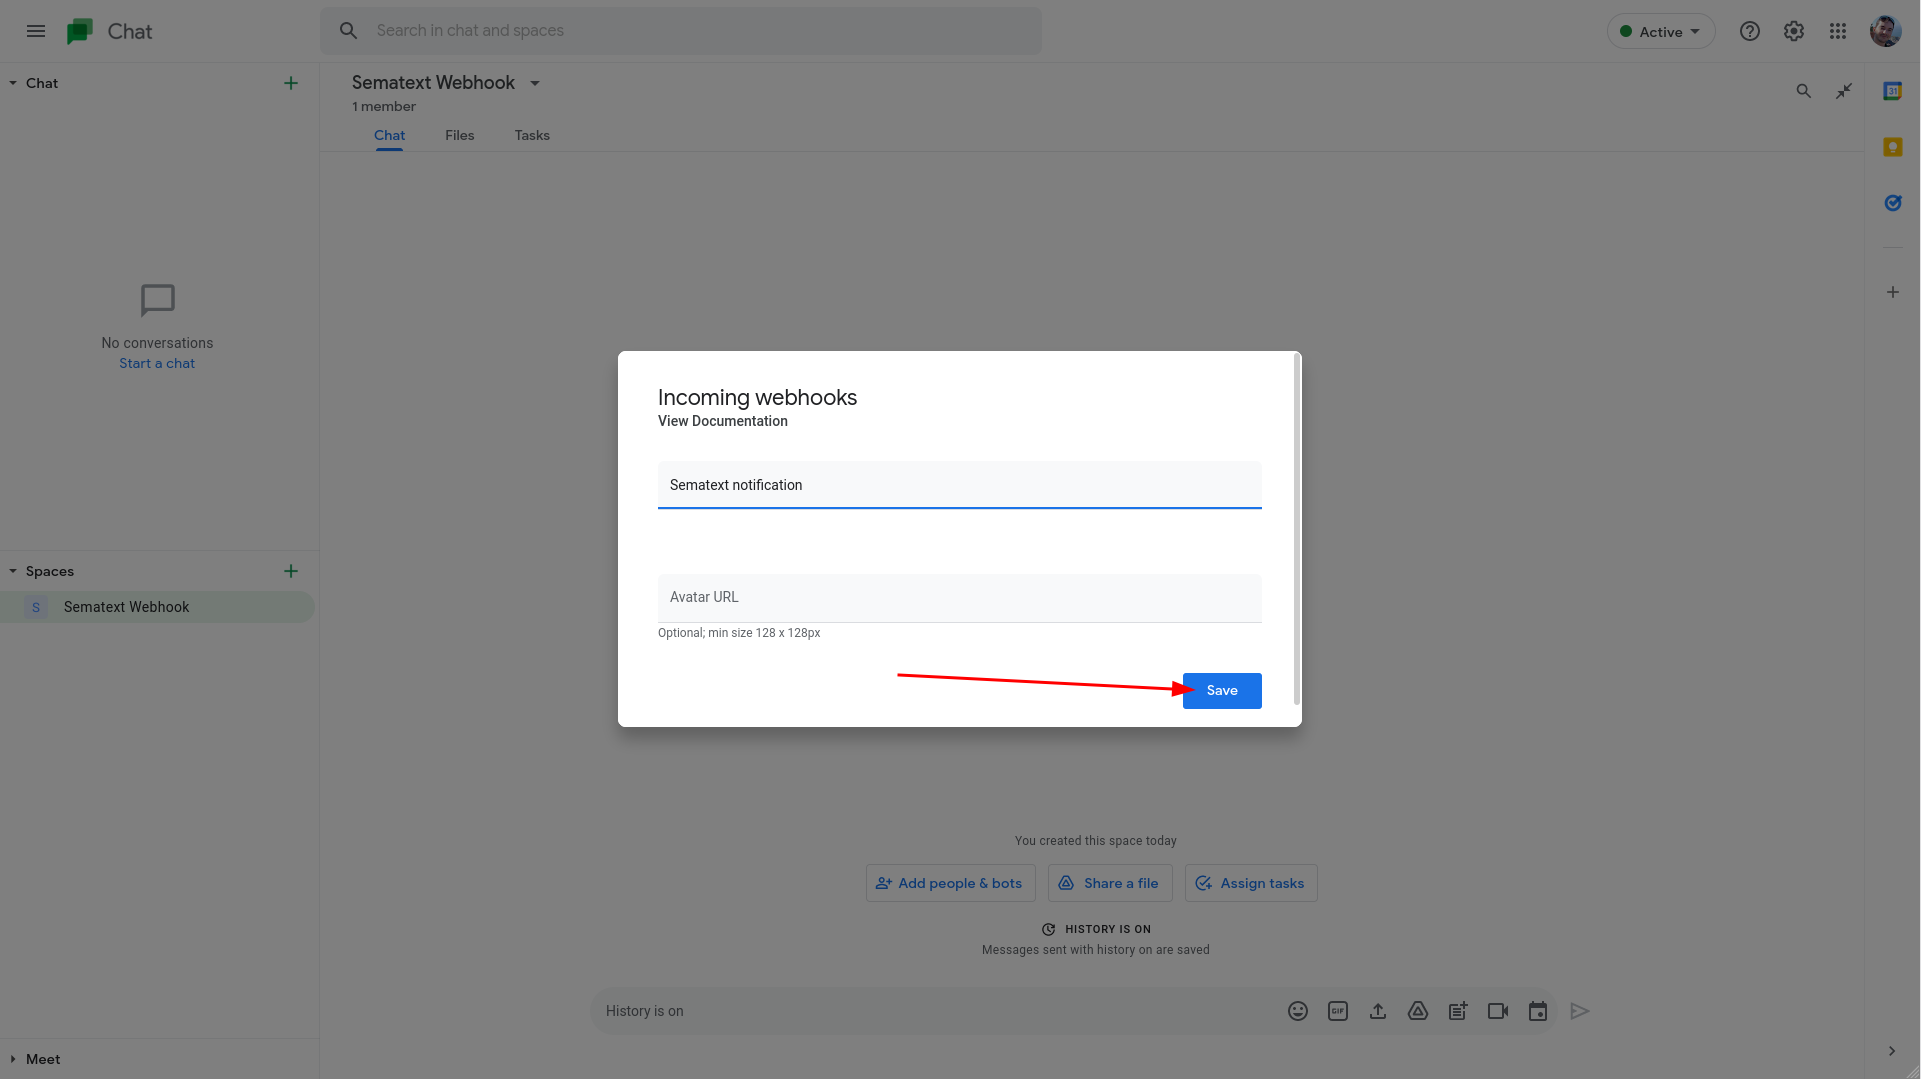 Chat
Search in chat and spaces
Active
Chat
Sematext Webhook
1 member
31
Chat
Files
Tasks
No conversations
Start a chat
Incoming webhooks
View Documentation
Sematext notification
Avatar URL
Optional; min size 128 x 128px
Save
Spaces
S
Sematext Webhook
You created this space today
Add people & bots
Share a file
Assign tasks
HISTORY IS ON
Messages sent with history on are saved
History is on
GIF
Meet